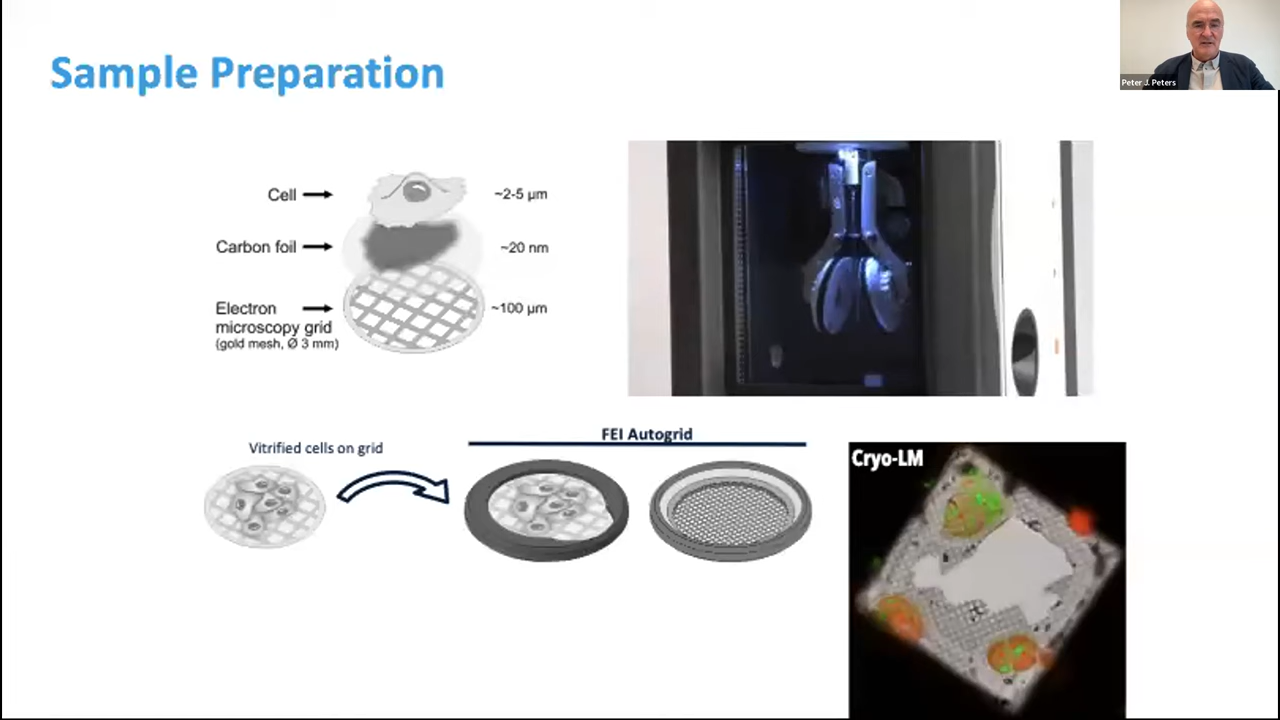 Sample Preparation
Peter J. Peters
Cell
~2-5 µm
Carbon foil
~20 nm
Electron
microscopy grid
(gold mesh, Ø 3 mm)
~100 µm
Vitrified cells on grid
FEI Autogrid
Cryo-LM